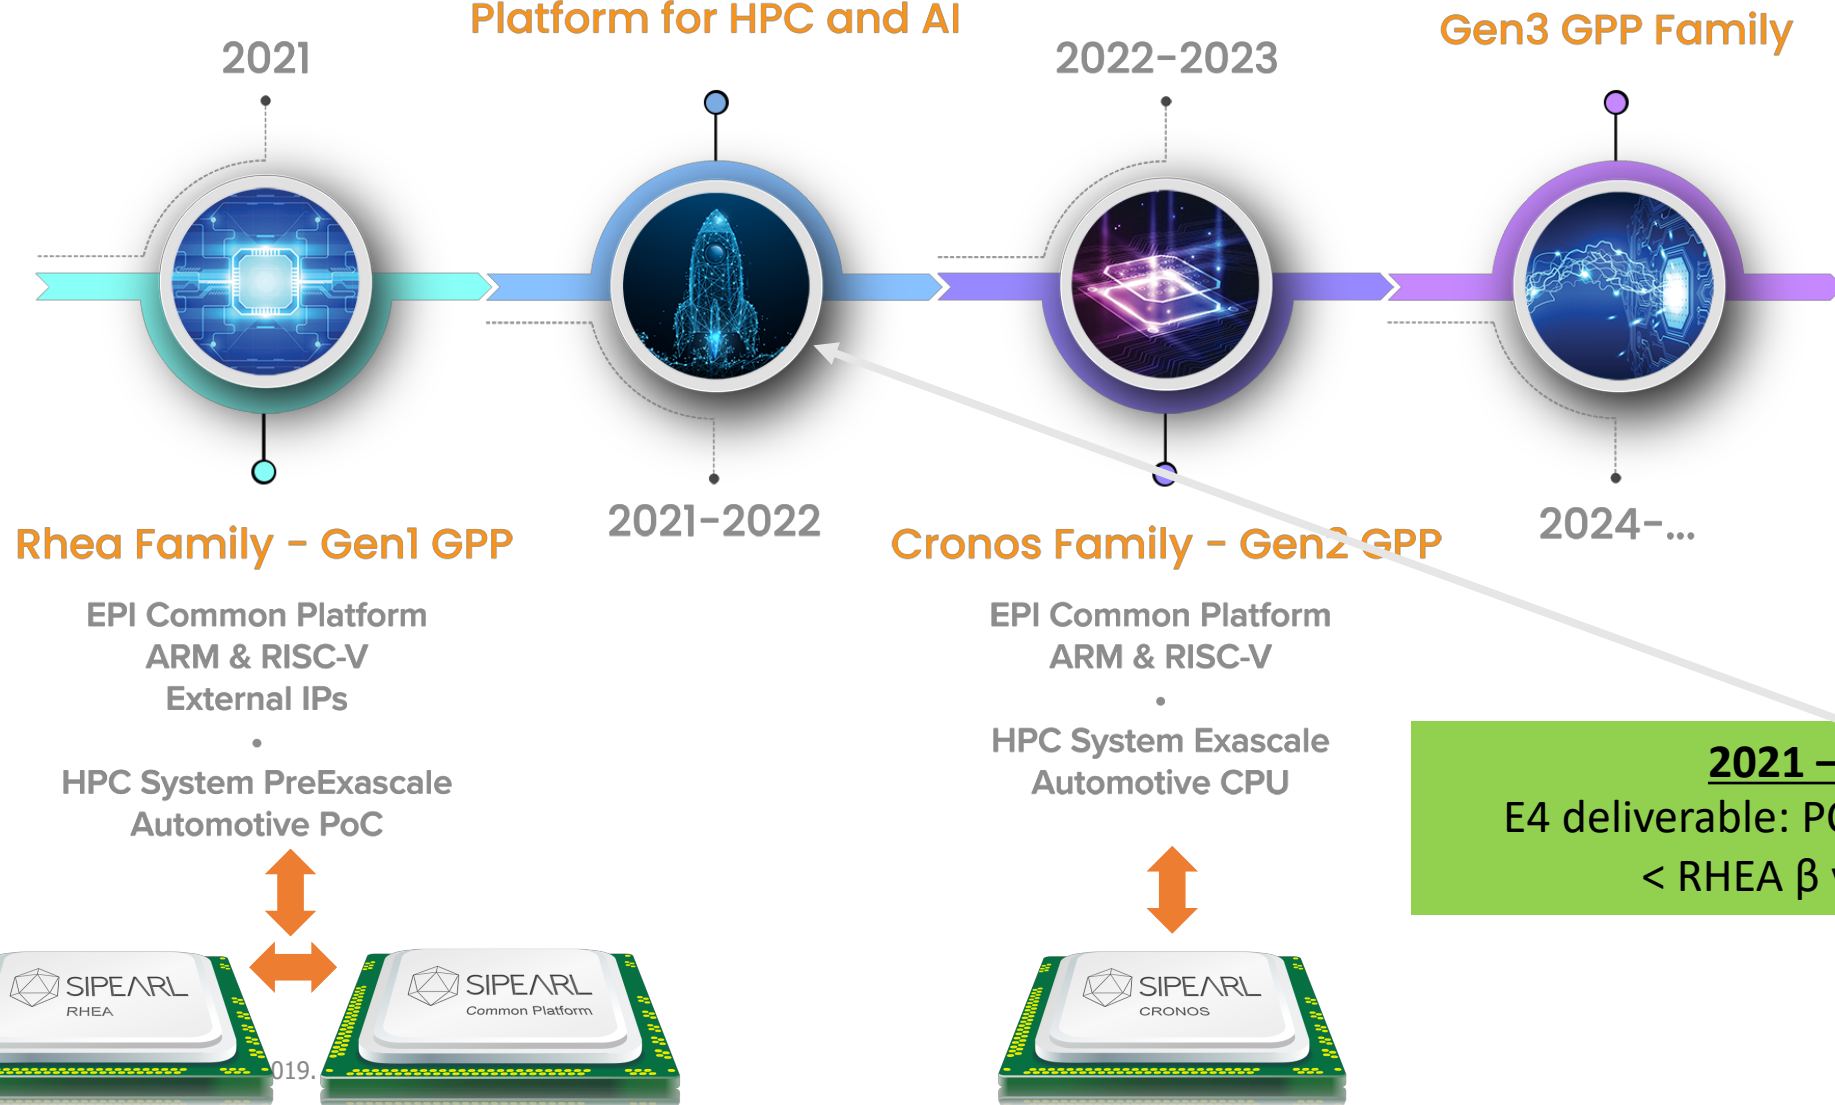 Platform for HPC and AI
Gen3 GPP Family
2021
2022-2023
2021-2022
2024-...
Rhea Family - Gen1 GPP
EPI Common Platform
ARM & RISC-V
External IPs
•
HPC System PreExascale
Automotive PoC
Cronos Family - Gen2 GPP
EPI Common Platform
ARM & RISC-V
•
HPC System Exascale
Automotive CPU
2021 –
E4 deliverable:
< RHEA β
SIPEARL
RHEA
SIPEARL
Common Platform
SIPEARL
CRONOS
019.